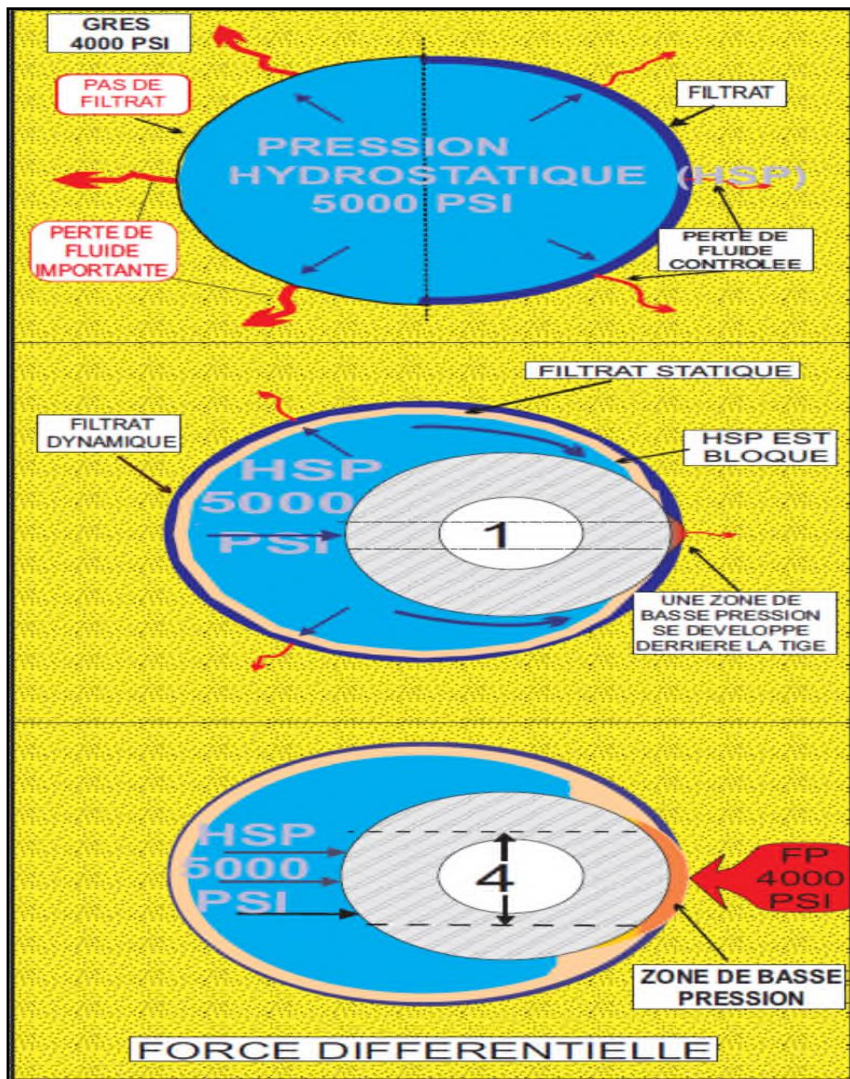 GRES
4000 PSI
PAS DE
FILTRAT
FILTRAT
PRESSION
HYDROSTATIQUE (HSP)
5000 PSI
PERTE DE
FLUIDE
IMPORTANTE
PERTE DE
FLUIDE
CONTROLEE
FILTRAT STATIQUE
FILTRAT
DYNAMIQUE
HSP EST
BLOQUE
HSP
5000
PSI
1
UNE ZONE DE
BASSE PRESSION
SE DEVELOPPE
DERRIERE LA TIGE
HSP
5000
PSI
4
FP
4000
PSI
ZONE DE BASSE
PRESSION
FORCE DIFFERENTIELLE